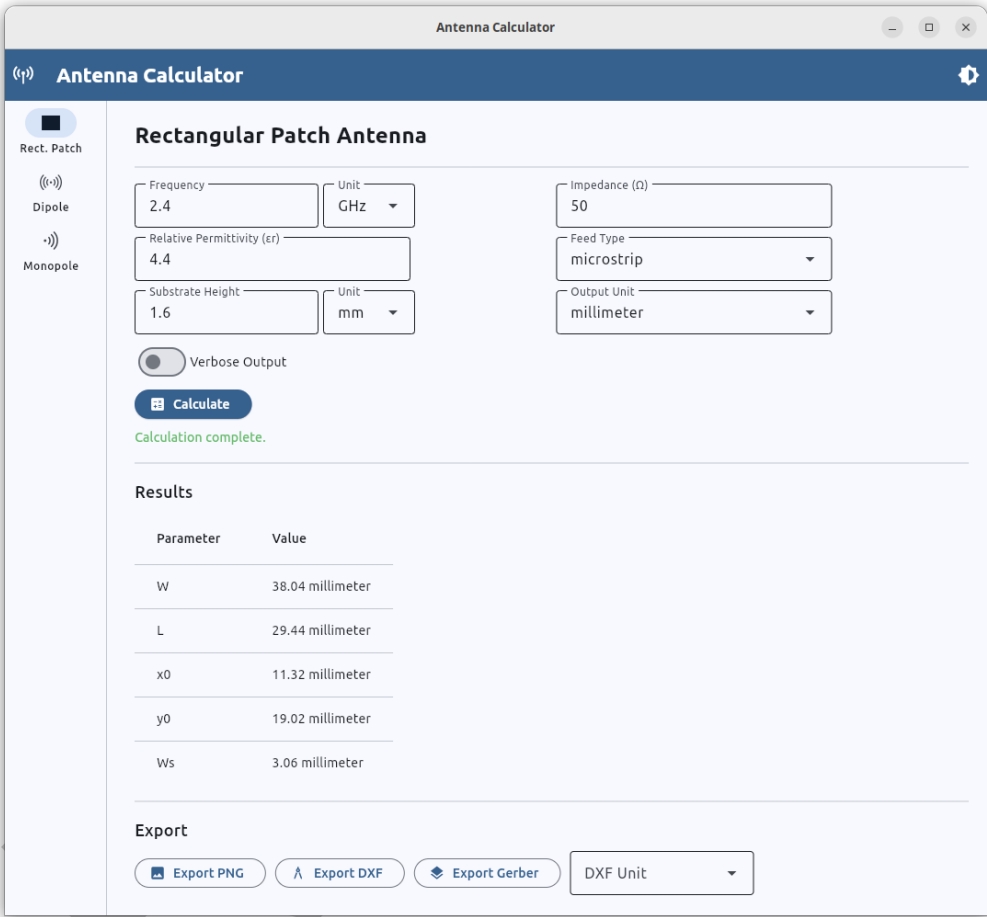 Antenna Calculator
Antenna Calculator
Rect. Patch
Dipole
Monopole
Rectangular Patch Antenna
Frequency
2.4
Unit
GHz
Impedance (Ω)
50
Relative Permittivity (εr)
4.4
Feed Type
microstrip
Substrate Height
1.6
Unit
mm
Output Unit
millimeter
Verbose Output
Calculate
Calculation complete.
Results
Parameter Value
W 38.04 millimeter
L 29.44 millimeter
x0 11.32 millimeter
y0 19.02 millimeter
Ws 3.06 millimeter
Export
Export PNG Export DXF Export Gerber DXF Unit